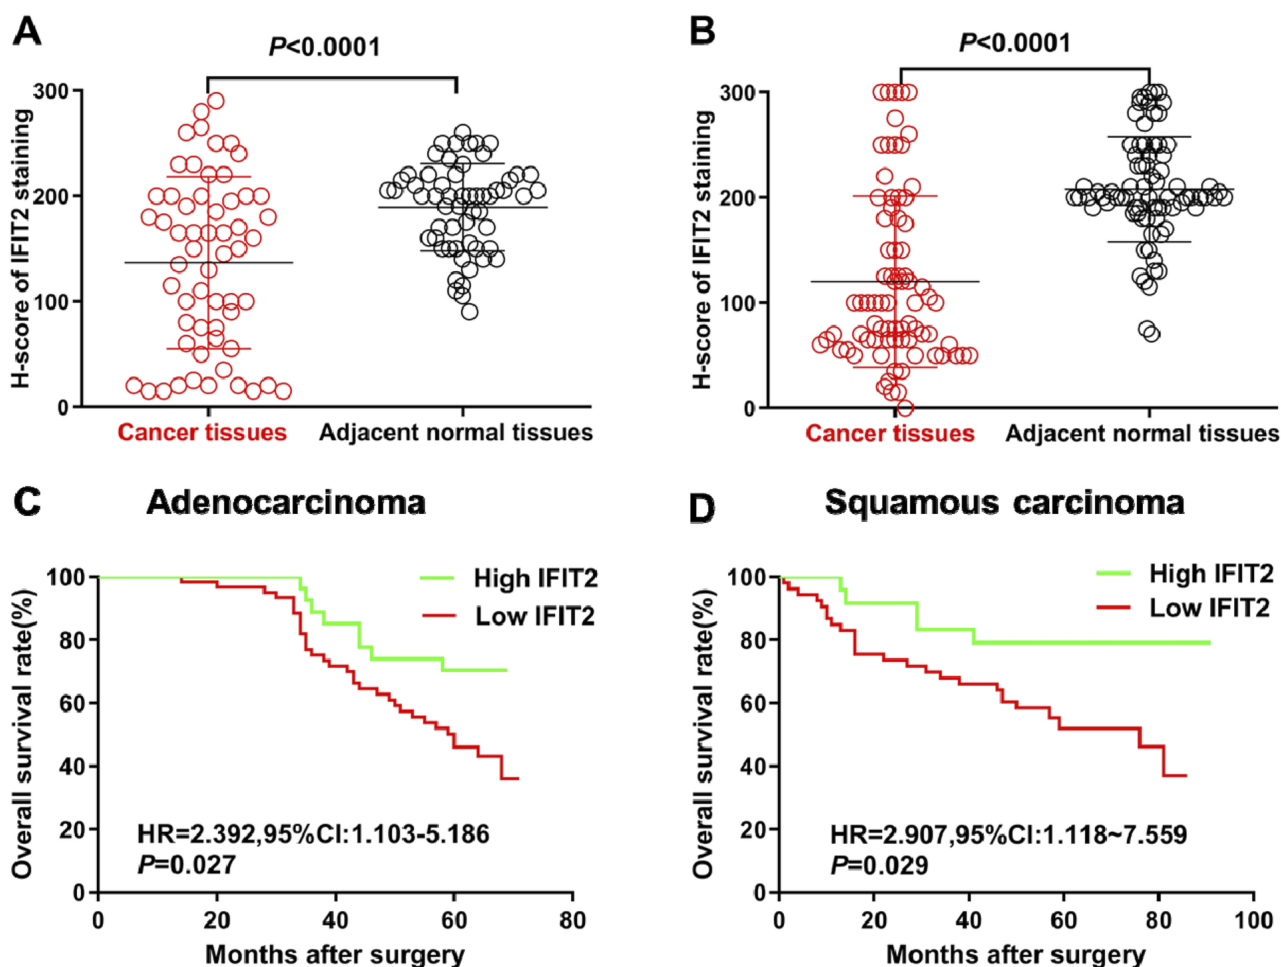 A
P<0.0001
H-score of IFIT2 staining
300
200
100
0
Cancer tissues
Adjacent normal tissues
B
P<0.0001
H-score of IFIT2 staining
300
200
100
0
Cancer tissues
Adjacent normal tissues
C
Adenocarcinoma
Overall survival rate(%)
100
80
60
40
20
0
High IFIT2
Low IFIT2
HR=2.392,95%CI:1.103-5.186
P=0.027
0 20 40 60 80
Months after surgery
D
Squamous carcinoma
Overall survival rate(%)
100
80
60
40
20
0
High IFIT2
Low IFIT2
HR=2.907,95%CI:1.118~7.559
P=0.029
0 20 40 60 80 100
Months after surgery